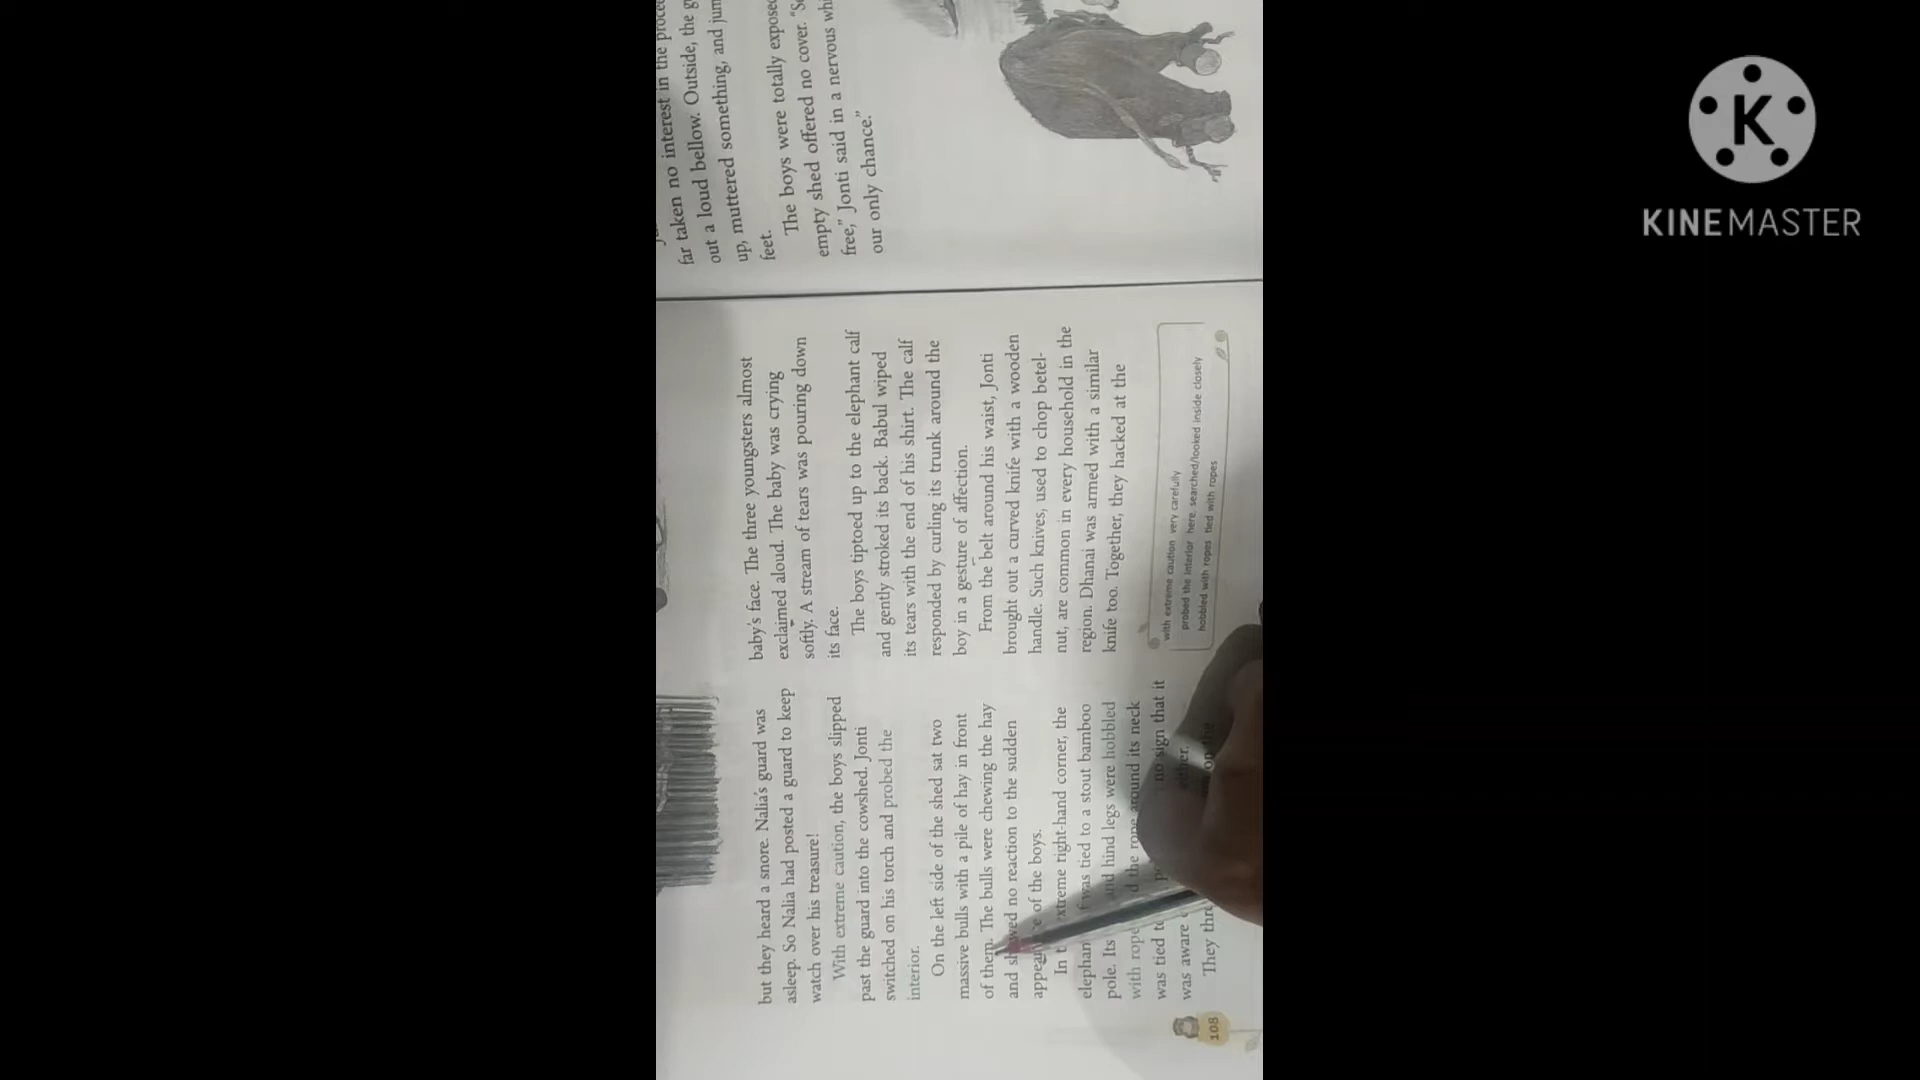 but they heard a snore. Nalia's guard was
asleep. So Nalia had posted a guard to keep
watch over his treasure!
With extreme caution, the boys slipped
past the guard into the cowshed. Jonti
switched on his torch and probed the
interior.
On the left side of the shed sat two
massive bulls with a pile of hay in front
of them. The bulls were chewing the hay
and showed no reaction to the sudden
of the boys.
extreme right-hand corner, the
was tied to a stout bamboo
pole. Its and hind legs were hobbled
with rope the rope around its neck
was tied no sign that it
was aware either.
They on the
108
baby's face. The three youngsters almost
exclaimed aloud. The baby was crying
softly. A stream of tears was pouring down
its face.
The boys tiptoed up to the elephant calf
and gently stroked its back. Babul wiped
its tears with the end of his shirt. The calf
responded by curling its trunk around the
boy in a gesture of affection.
From the belt around his waist, Jonti
brought out a curved knife with a wooden
handle. Such knives, used to chop betel-
nut, are common in every household in the
region. Dhanai was armed with a similar
knife too. Together, they hacked at the
with extreme caution very carefully
probed the interior here, searched/looked inside closely
hobbled with ropes tied with ropes
far taken no interest in the
out a loud bellow. Outside, the
up, muttered something, and
feet.
The boys were totally exposed
empty shed offered no cover.
free," Jonti said in a nervous
our only chance."
KINEMASTER